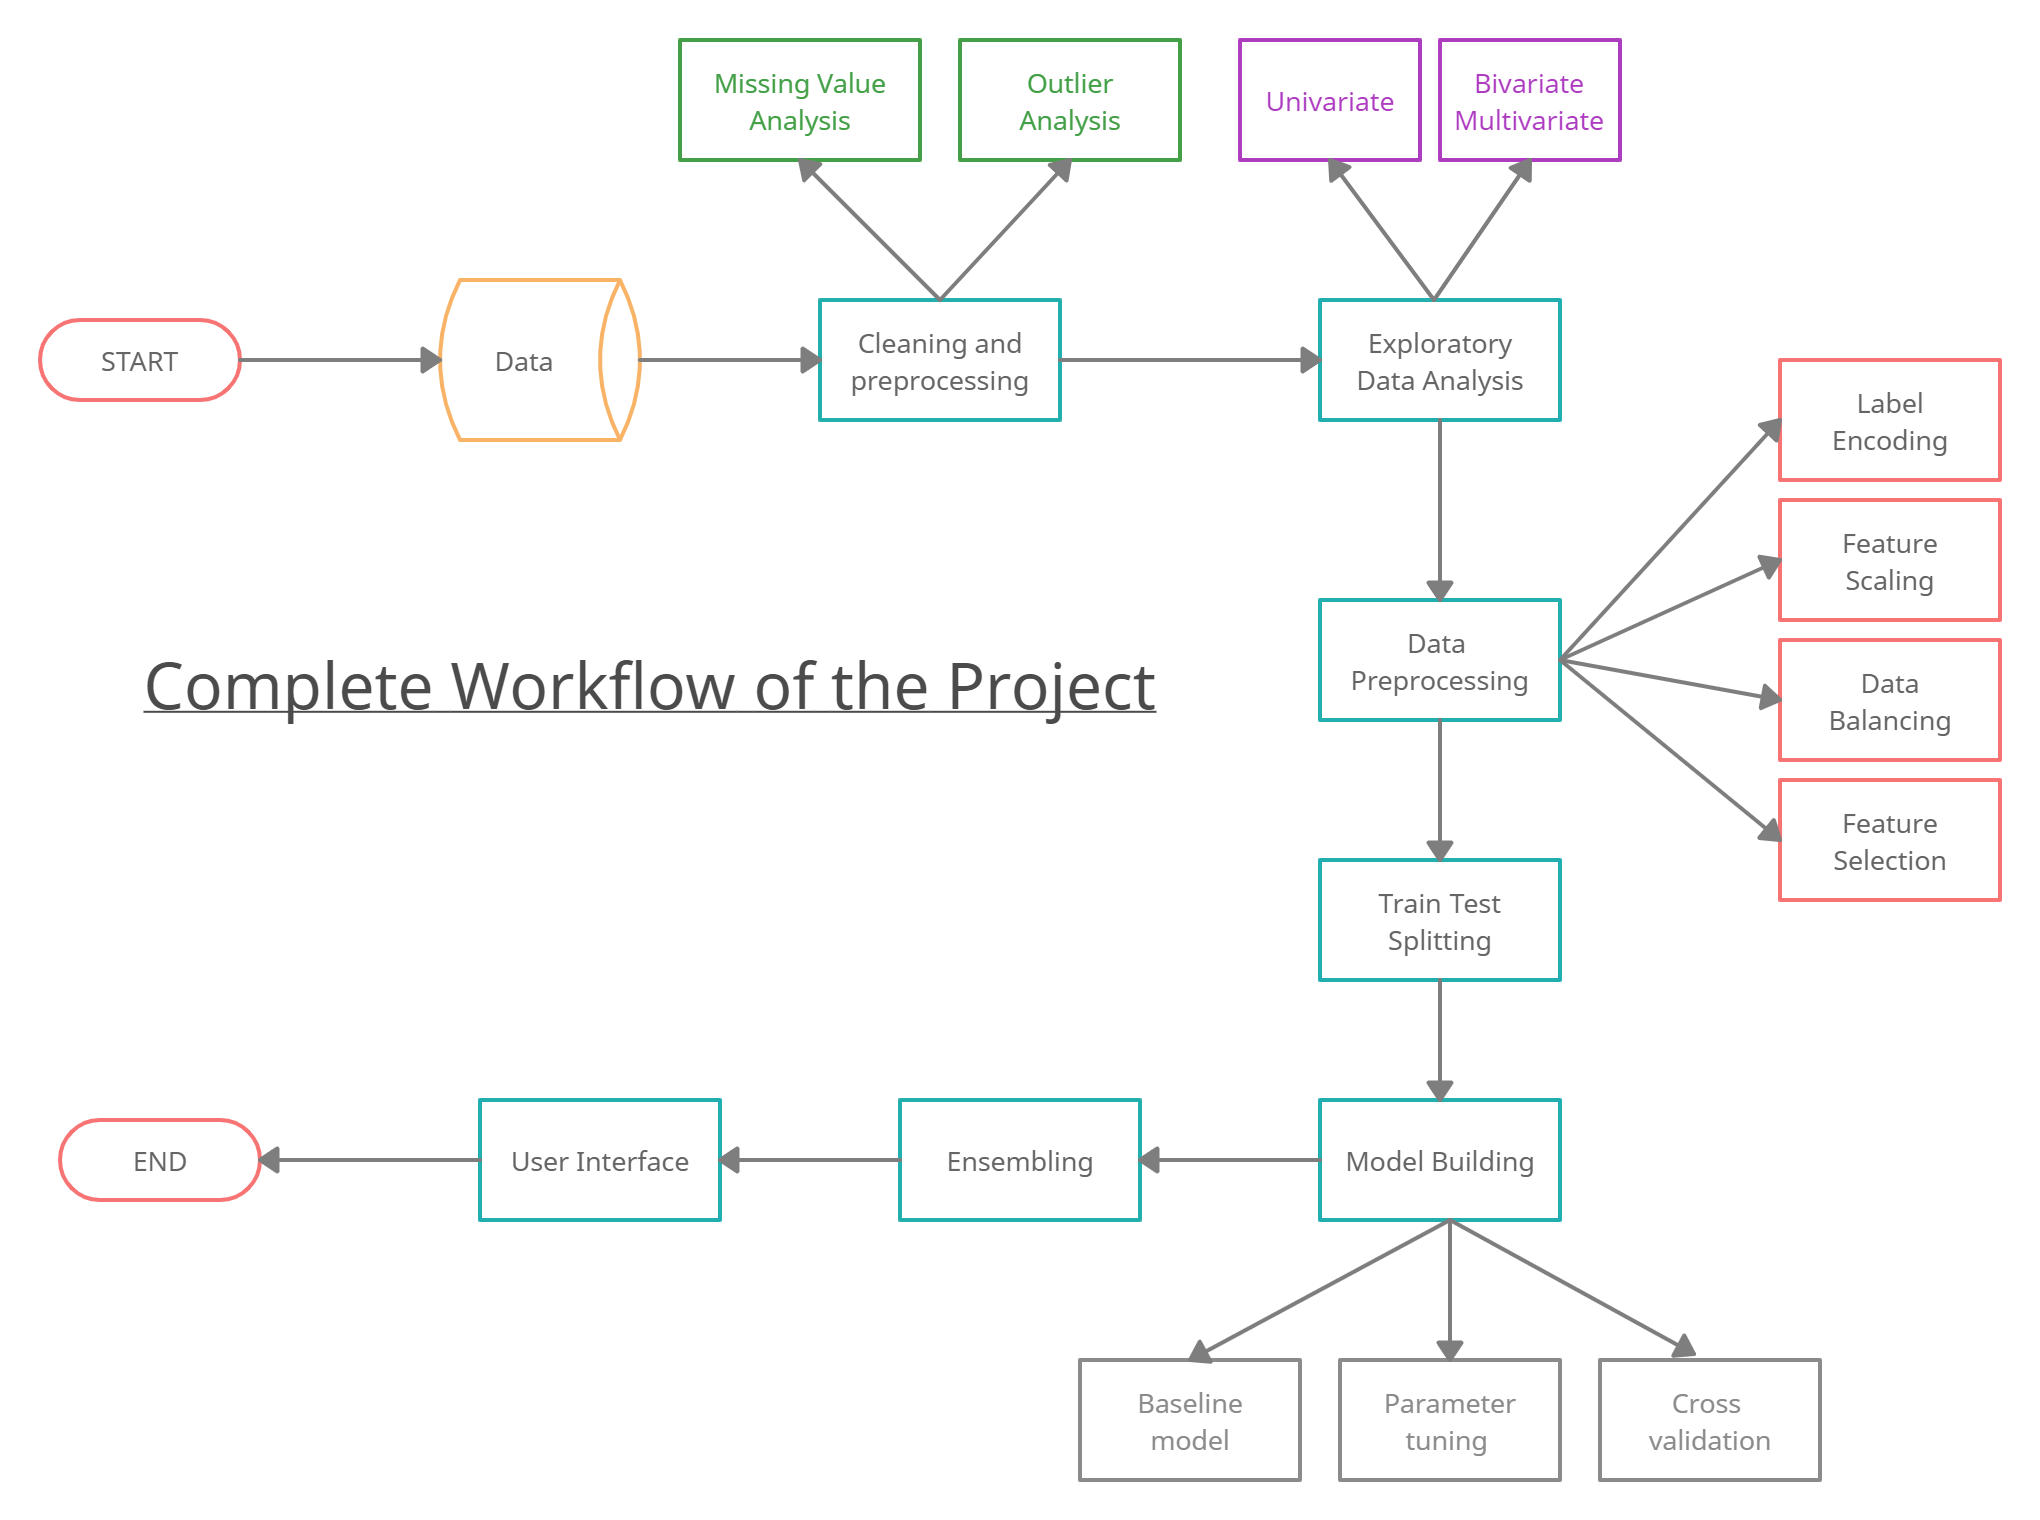 Missing Value
Analysis
Outlier
Analysis
Univariate
Bivariate
Multivariate
START
Data
Cleaning and
preprocessing
Exploratory
Data Analysis
Label
Encoding
Feature
Scaling
Data
Preprocessing
Complete Workflow of the Project
Data
Balancing
Feature
Selection
Train Test
Splitting
END
User Interface
Ensembling
Model Building
Baseline
model
Parameter
tuning
Cross
validation